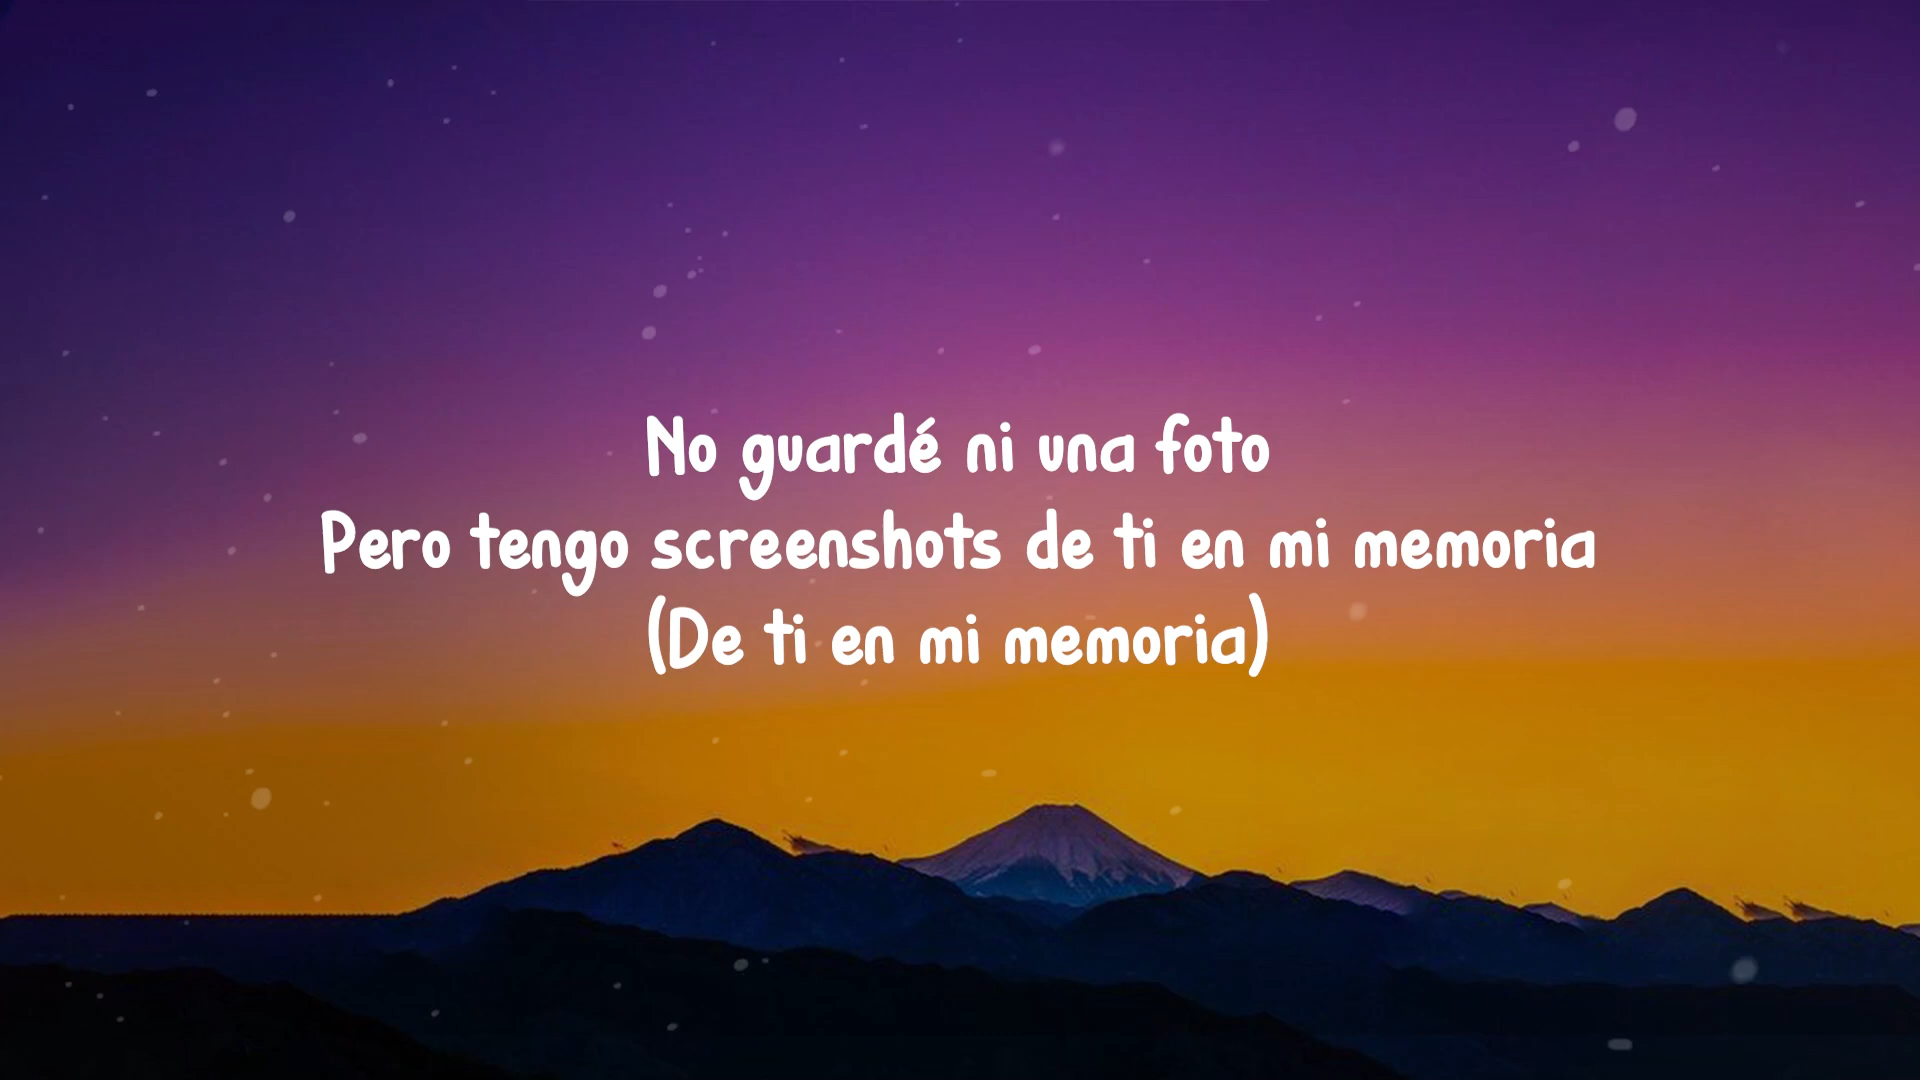 No guardé ni una foto
Pero tengo screenshots de ti en mi memoria
(De ti en mi memoria)